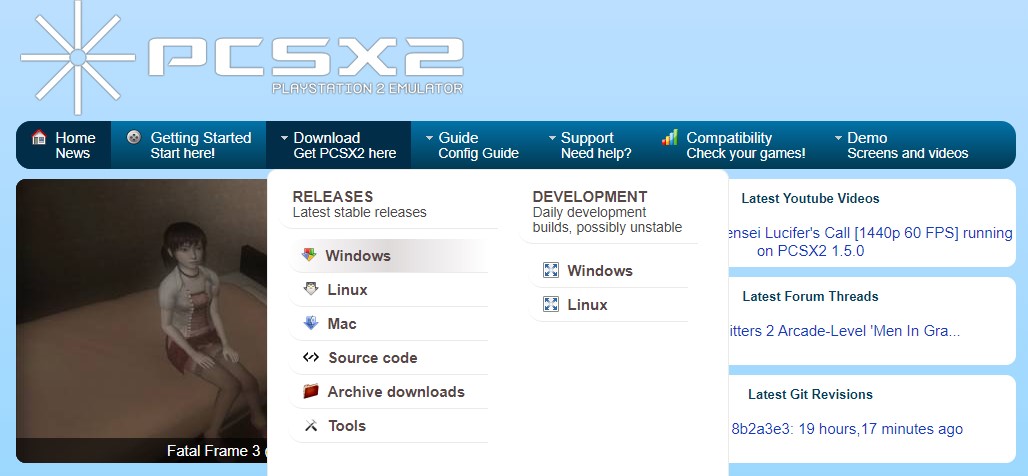 PCSX2
PLAYSTATION 2 EMULATOR
Home
News
Getting Started
Start here!
Download
Get PCSX2 here
Guide
Config Guide
Support
Need help?
Compatibility
Check your games!
Demo
Screens and videos
RELEASES
Latest stable releases
Windows
Linux
Mac
Source code
Archive downloads
Tools
DEVELOPMENT
Daily development
builds, possibly unstable
Windows
Linux
Fatal Frame 3
Latest Youtube Videos
Lucifer's Call [1440p 60 FPS] running
on PCSX2 1.5.0
Latest Forum Threads
2 Arcade-Level 'Men In Gra...
Latest Git Revisions
8b2a3e3: 19 hours,17 minutes ago